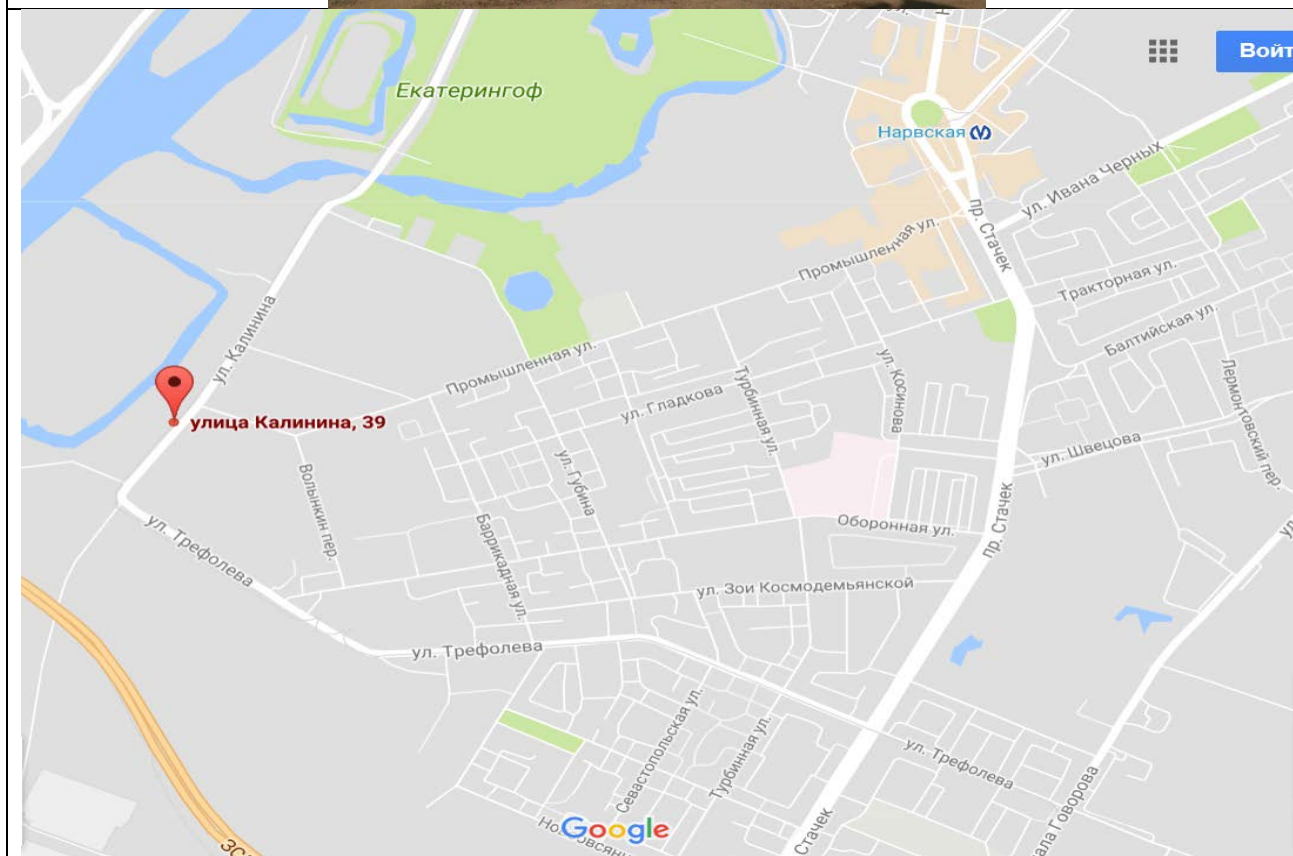 Войт
Екатерингоф
Нарвская
ул. Ивана Черных
пр. Стачек
Промышленная ул.
Тракторная ул.
Балтийская ул.
ул. Калинина
Промышленная ул.
ул. Косинова
Лермонтовский пер.
Турбинная ул.
ул. Гладкова
улица Калинина, 39
ул. Швецова
ул. Губина
Волынкин пер.
Баррикадная ул.
Оборонная ул.
пр. Стачек
ул. Трефолева
ул. Зои Космодемьянской
ул. Трефолева
Севастопольская ул.
Турбинная ул.
ул. Трефолева
ала Говорова
Google
Стачек